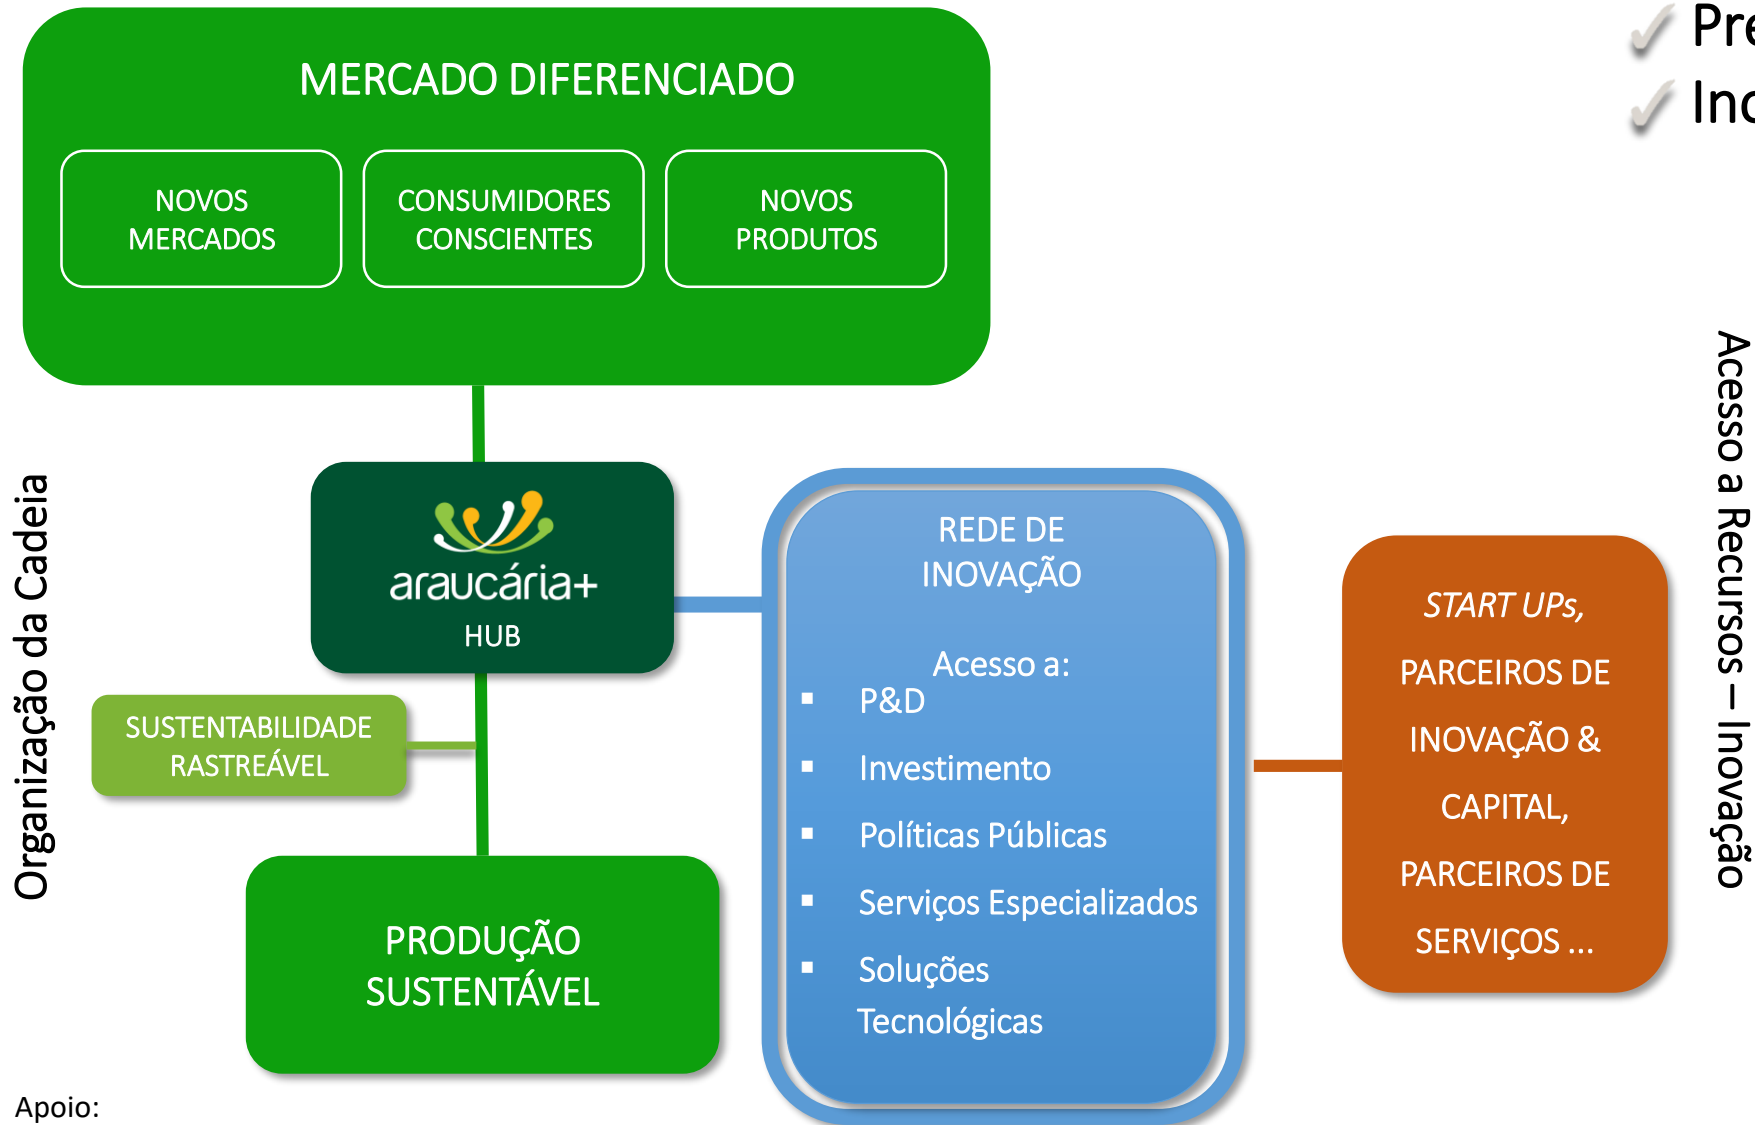 MERCADO DIFERENCIADO
NOVOS
MERCADOS
CONSUMIDORES
CONSCIENTES
NOVOS
PRODUTOS
Organização da Cadeia
araucária+
HUB
SUSTENTABILIDADE
RASTREÁVEL
PRODUÇÃO
SUSTENTÁVEL
REDE DE
INOVAÇÃO
Acesso a:
▪ P&D
▪ Investimento
▪ Políticas Públicas
▪ Serviços Especializados
▪ Soluções
Tecnológicas
START UPs,
PARCEIROS DE
INOVAÇÃO &
CAPITAL,
PARCEIROS DE
SERVIÇOS ...
Acesso a Recursos – Inovação
Apoio: